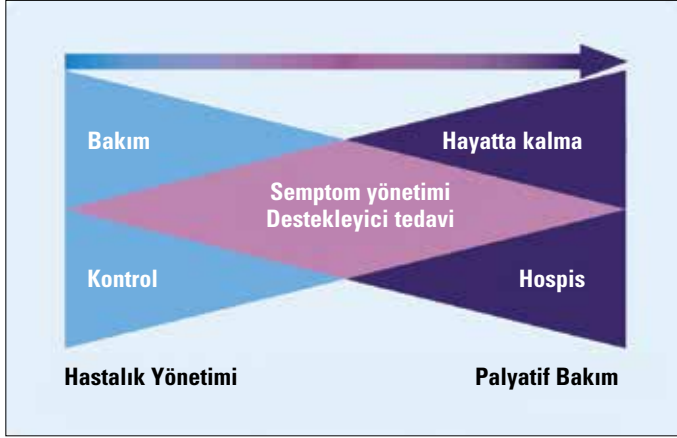 Bakım
Hayatta kalma
Semptom yönetimi
Destekleyici tedavi
Kontrol
Hospis
Hastalık Yönetimi
Palyatif Bakım